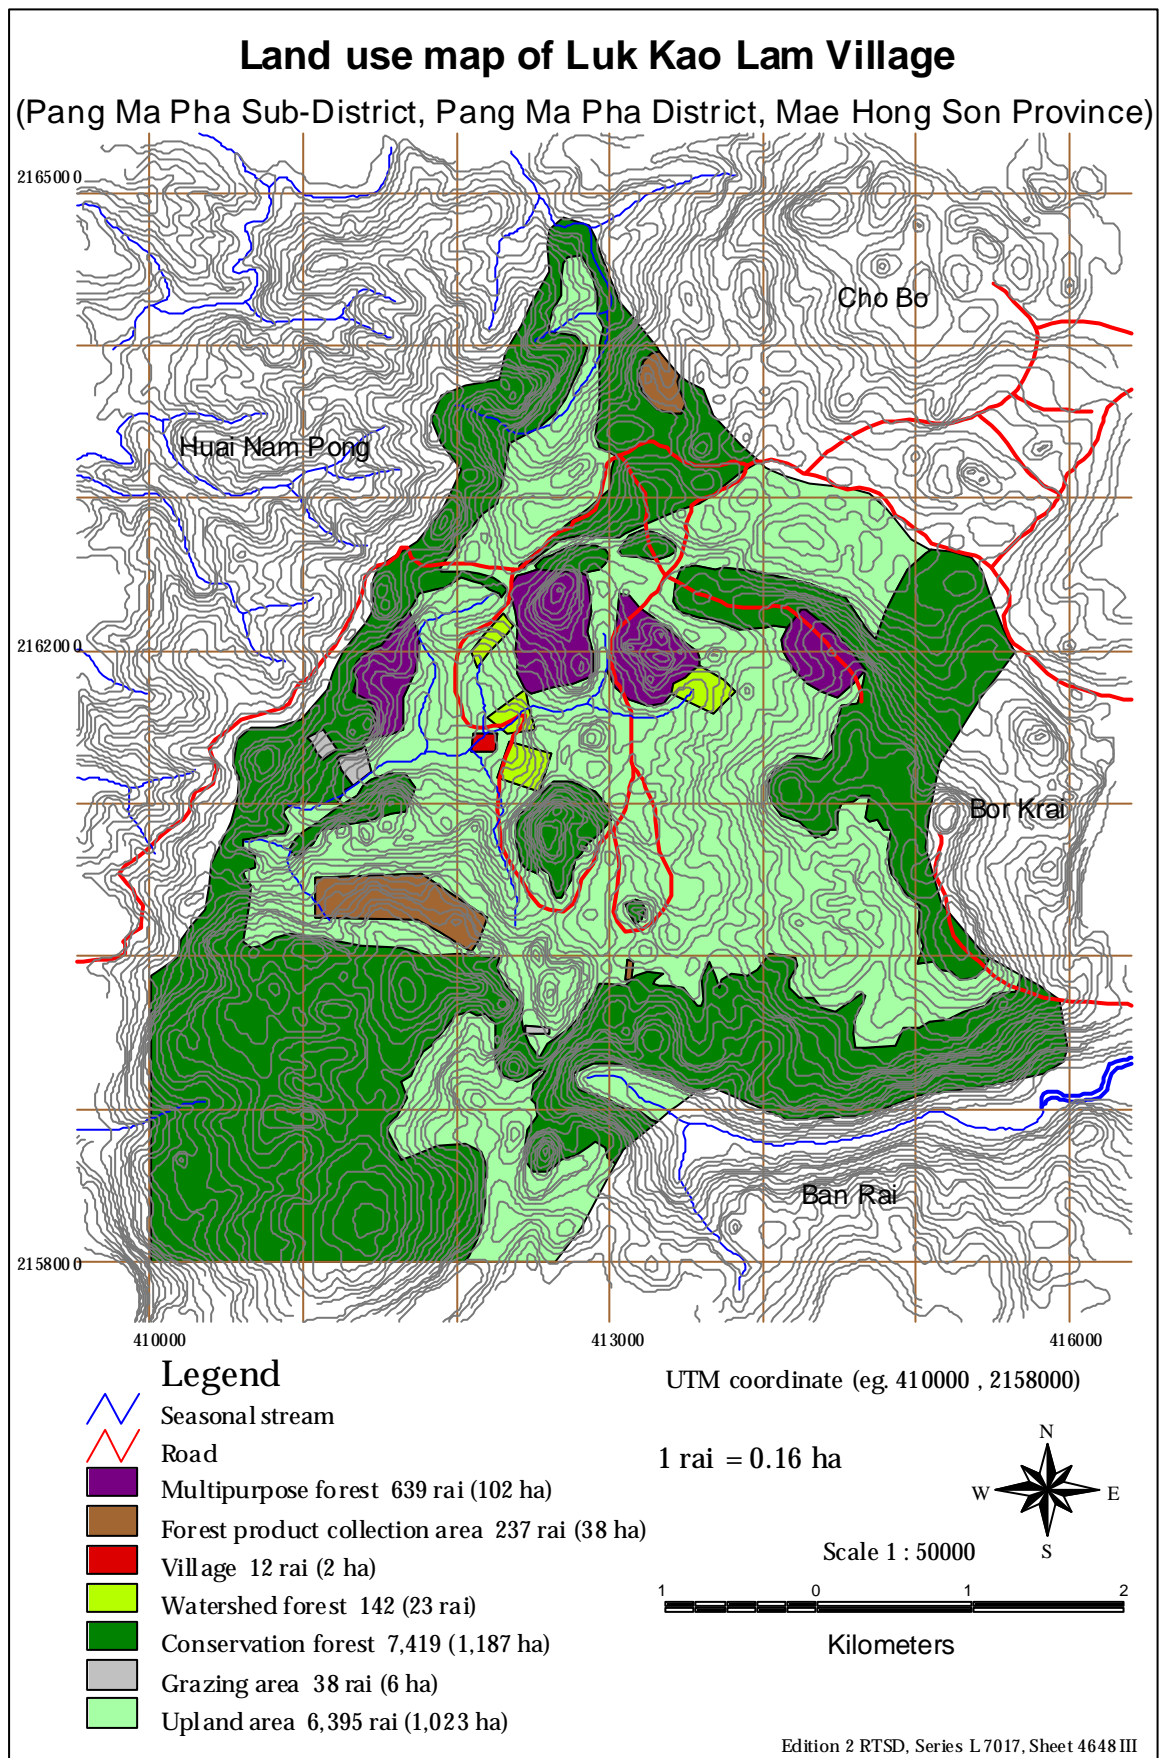 Land use map of Luk Kao Lam Village
(Pang Ma Pha Sub-District, Pang Ma Pha District, Mae Hong Son Province)
2165000
Cho Bo
Huai Nam Pong
2162000
Bor Krai
Ban Rai
2158000
410000
413000
416000
Legend
UTM coordinate (eg. 410000 , 2158000)
Seasonal stream
Road
1 rai = 0.16 ha
N
W
E
S
Multipurpose forest 639 rai (102 ha)
Forest product collection area 237 rai (38 ha)
Village 12 rai (2 ha)
Scale 1 : 50000
Watershed forest 142 (23 rai)
1 0 1 2
Conservation forest 7,419 (1,187 ha)
Kilometers
Grazing area 38 rai (6 ha)
Upland area 6,395 rai (1,023 ha)
Edition 2 RTSD, Series L7017, Sheet 4648 III